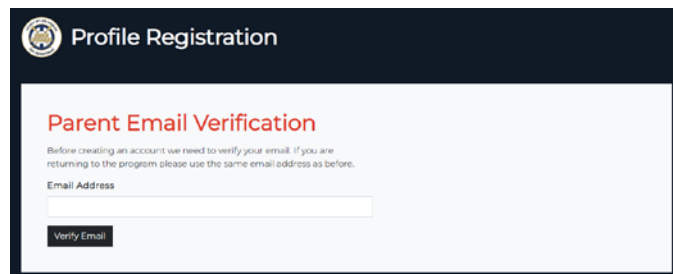 Profile Registration
Parent Email Verification
Before creating an account we need to verify your email. If you are
returning to the program please use the same email address as before.
Email Address
Verify Email